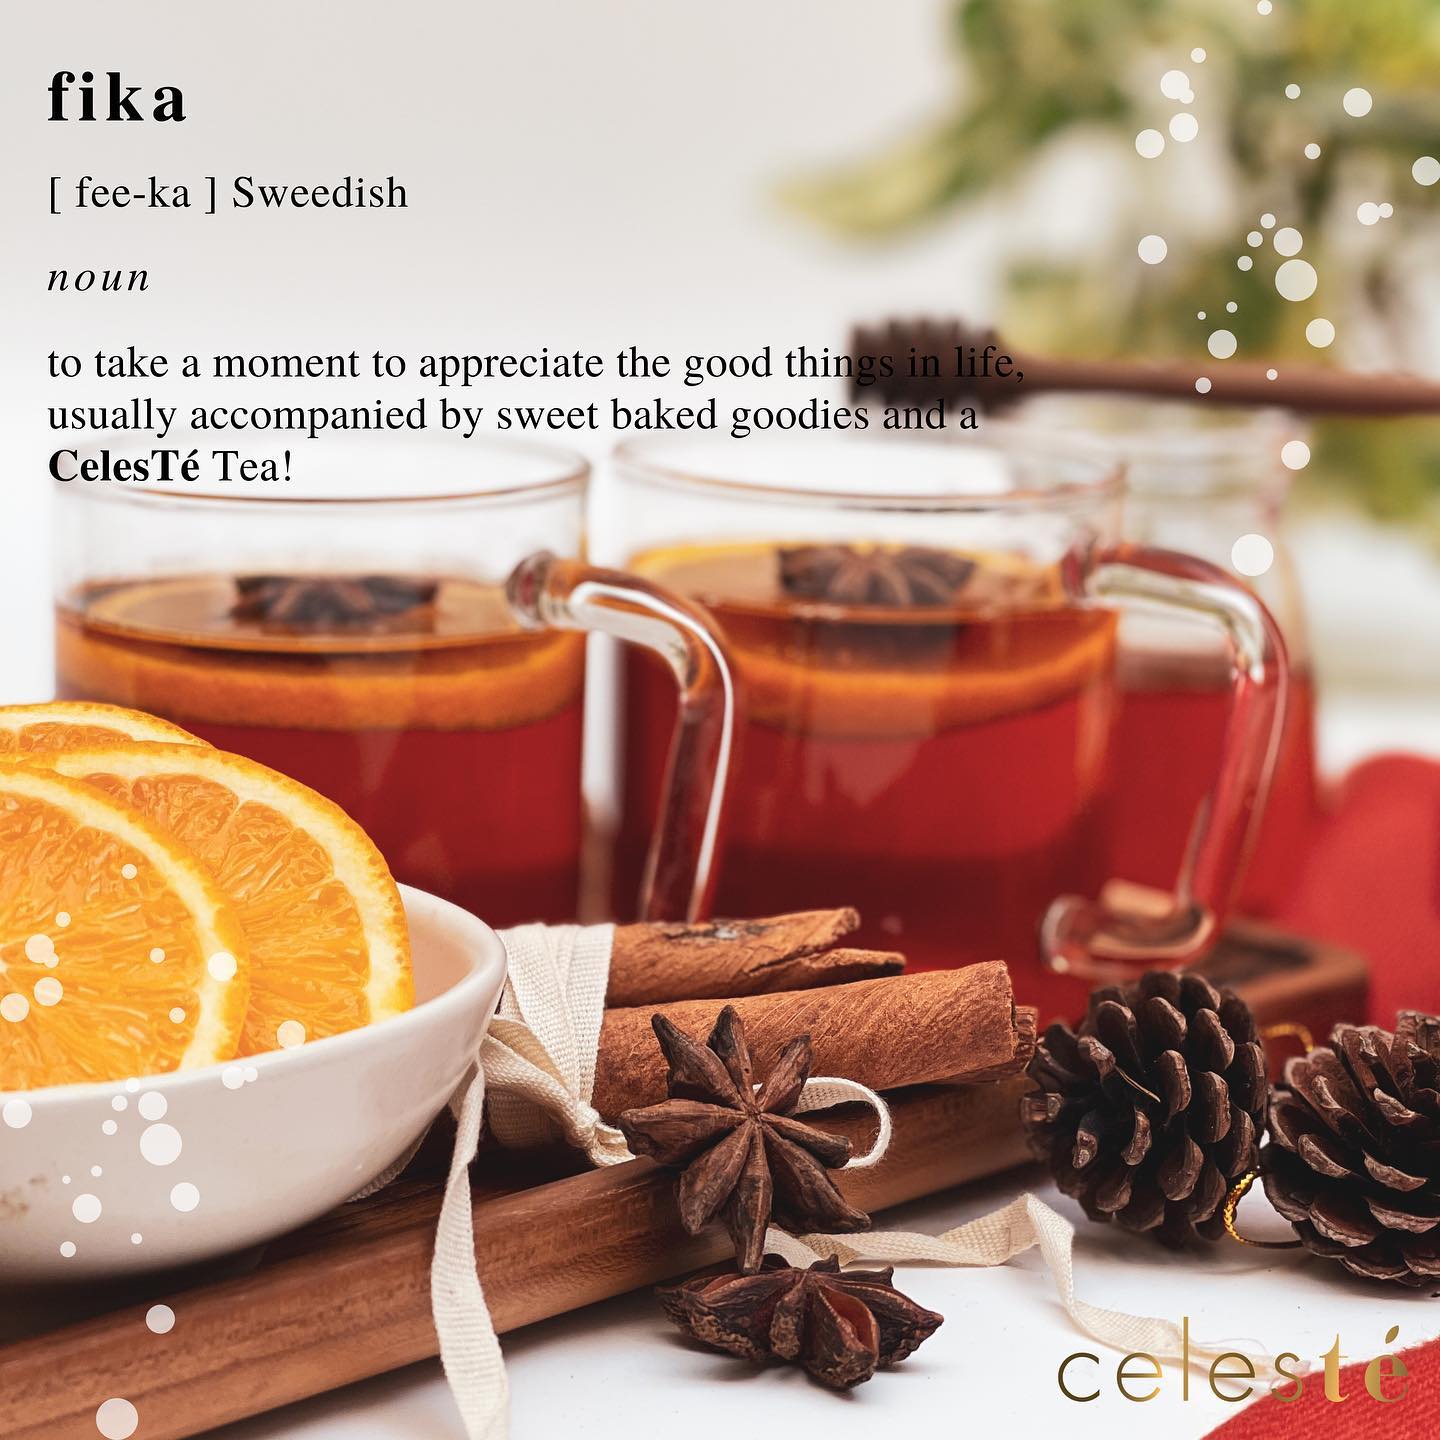 fika
[ fee-ka ] Sweedish
noun
to take a moment to appreciate the good things in life,
usually accompanied by sweet baked goodies and a
CelesTé Tea!
celesté